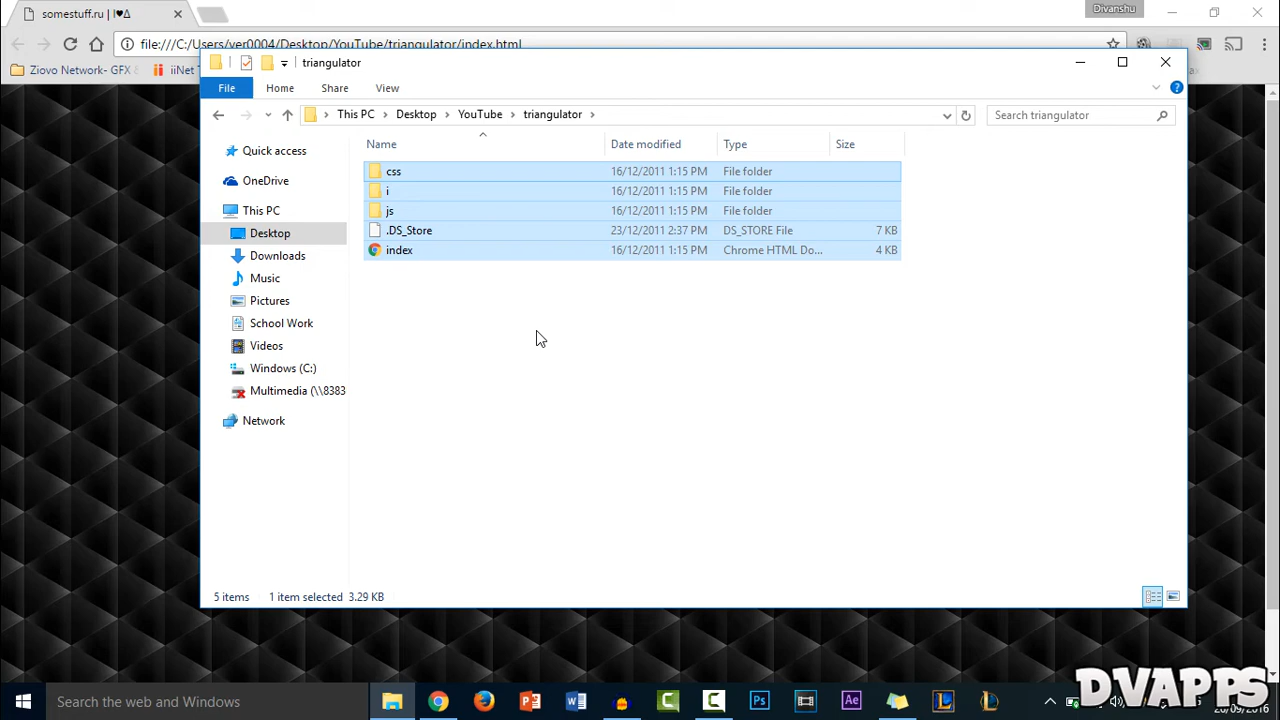 somestuff.ru | I♥Δ
Divanshu
file:///C:/Users/ver0004/Desktop/YouTube/triangulator/index.html
Ziovo Network- GFX &
iiNet
triangulator
File
Home
Share
View
This PC
Desktop
YouTube
triangulator
Search triangulator
Name
Date modified
Type
Size
Quick access
OneDrive
This PC
Desktop
Downloads
Music
Pictures
School Work
Videos
Windows (C:)
Multimedia (\\8383
Network
css 16/12/2011 1:15 PM File folder
i 16/12/2011 1:15 PM File folder
js 16/12/2011 1:15 PM File folder
.DS_Store 23/12/2011 2:37 PM DS_STORE File 7 KB
index 16/12/2011 1:15 PM Chrome HTML Do... 4 KB
5 items 1 item selected 3.29 KB
Search the web and Windows
DVAPPS